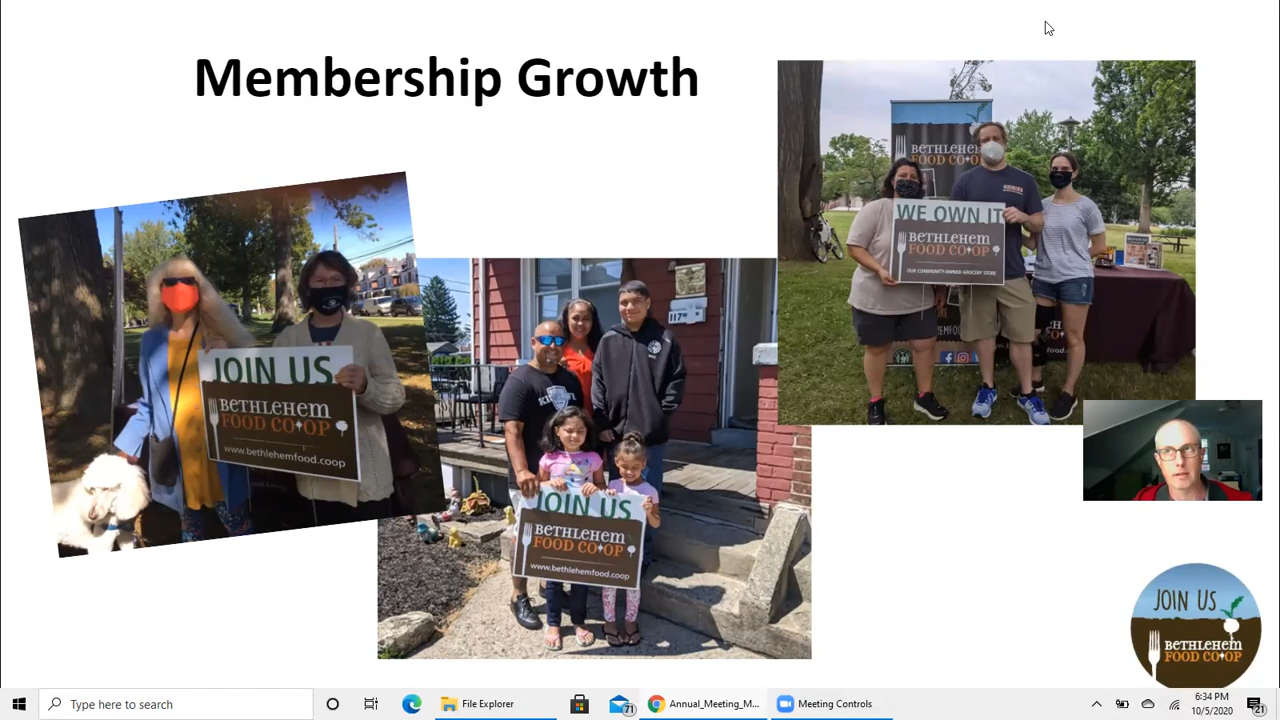 Membership Growth
BETHLEHEM
FOOD CO+OP
WE OWN IT
BETHLEHEM
FOOD CO+OP
OUR COMMUNITY-OWNED GROCERY STORE
JOIN US
BETHLEHEM
FOOD CO+OP
www.bethlehemfood.coop
117
JOIN US
BETHLEHEM
FOOD CO+OP
www.bethlehemfood.coop
JOIN US
BETHLEHEM
FOOD CO+OP
Type here to search
File Explorer
71
Annual_Meeting_M...
Meeting Controls
6:34 PM
10/5/2020
21